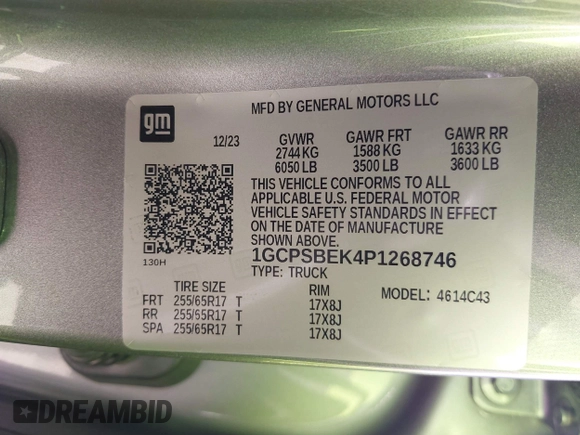 gm
MFD BY GENERAL MOTORS LLC
12/23 GVWR GAWR FRT GAWR RR
2744 KG 1588 KG 1633 KG
6050 LB 3500 LB 3600 LB
THIS VEHICLE CONFORMS TO ALL
APPLICABLE U.S. FEDERAL MOTOR
VEHICLE SAFETY STANDARDS IN EFFECT
ON THE DATE OF MANUFACTURE
SHOWN ABOVE.
130H
1GCPSBEK4P1268746
TYPE: TRUCK
TIRE SIZE RIM MODEL: 4614C43
FRT 255/65R17 T 17X8J
RR 255/65R17 T 17X8J
SPA 255/65R17 T 17X8J
DREAMBID